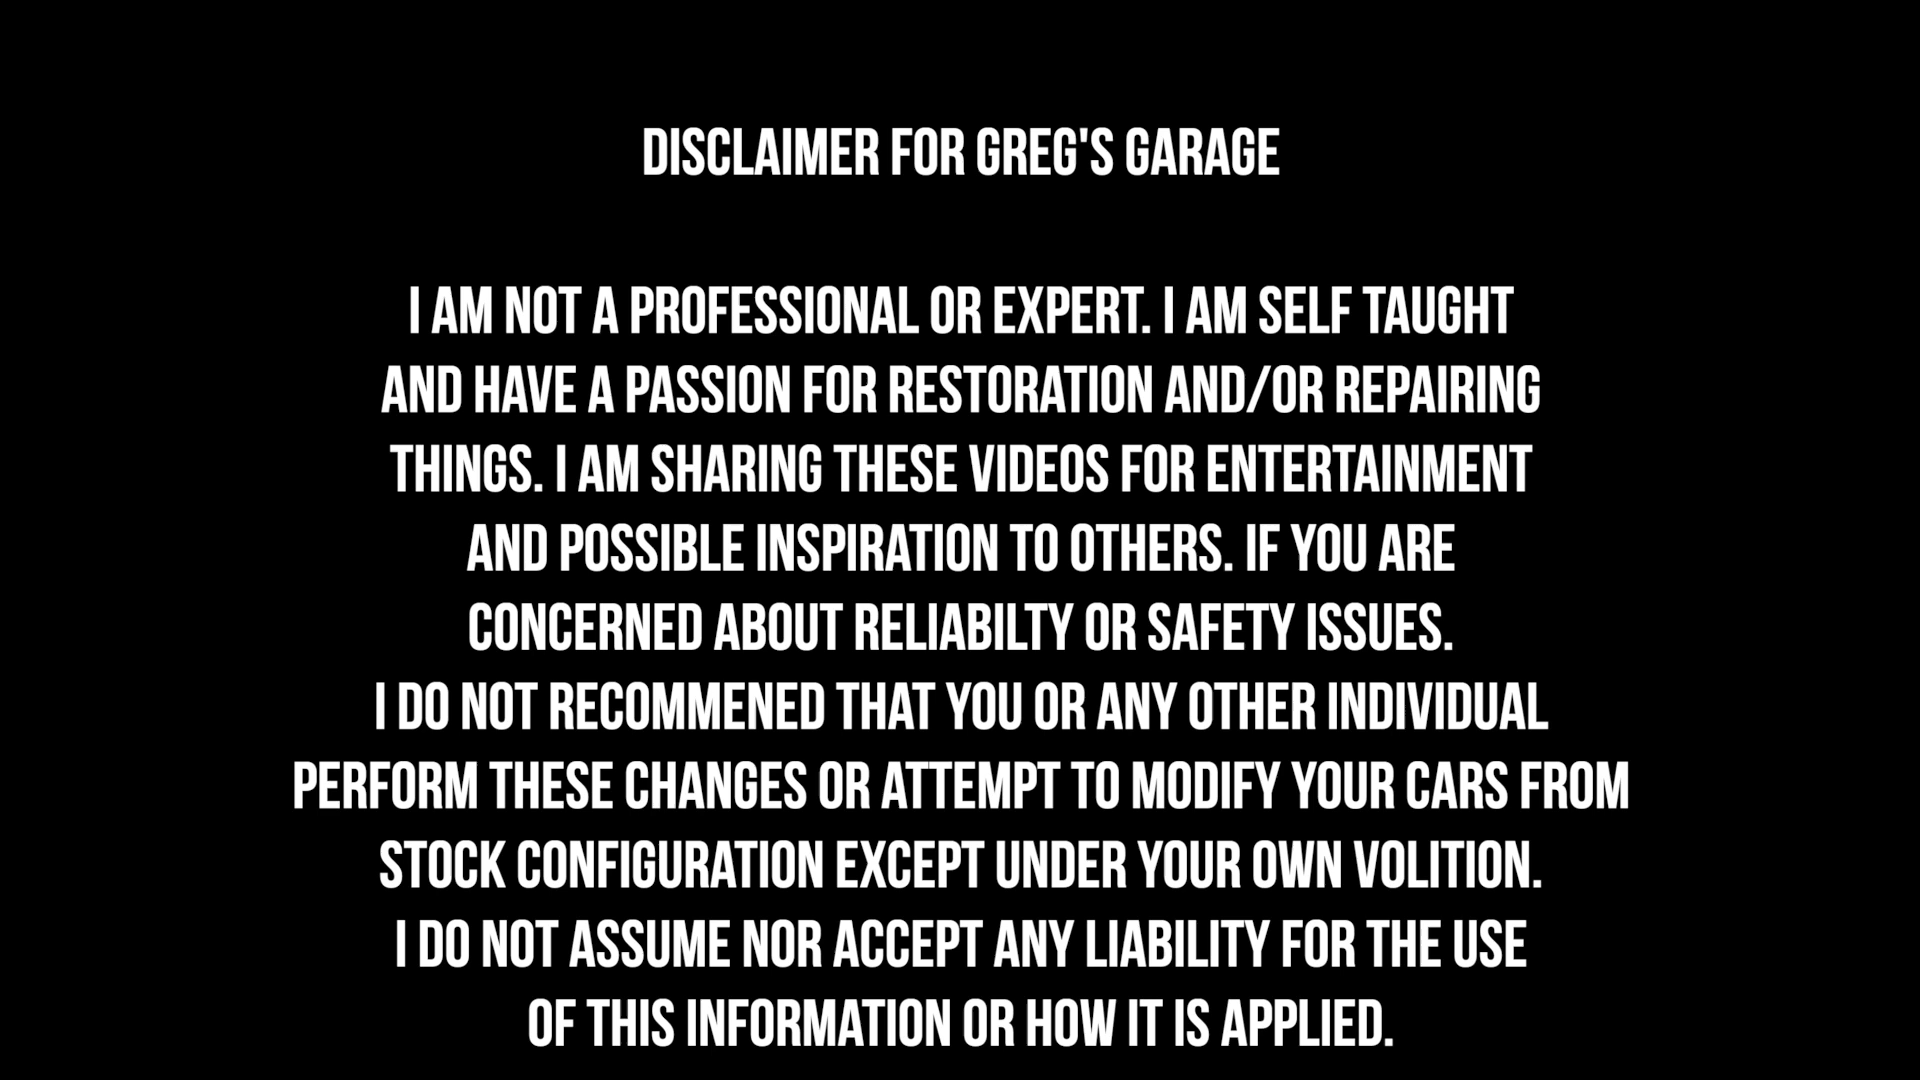 DISCLAIMER FOR GREG'S GARAGE
I AM NOT A PROFESSIONAL OR EXPERT. I AM SELF TAUGHT
AND HAVE A PASSION FOR RESTORATION AND/OR REPAIRING
THINGS. I AM SHARING THESE VIDEOS FOR ENTERTAINMENT
AND POSSIBLE INSPIRATION TO OTHERS. IF YOU ARE
CONCERNED ABOUT RELIABILTY OR SAFETY ISSUES.
I DO NOT RECOMMENED THAT YOU OR ANY OTHER INDIVIDUAL
PERFORM THESE CHANGES OR ATTEMPT TO MODIFY YOUR CARS FROM
STOCK CONFIGURATION EXCEPT UNDER YOUR OWN VOLITION.
I DO NOT ASSUME NOR ACCEPT ANY LIABILITY FOR THE USE
OF THIS INFORMATION OR HOW IT IS APPLIED.